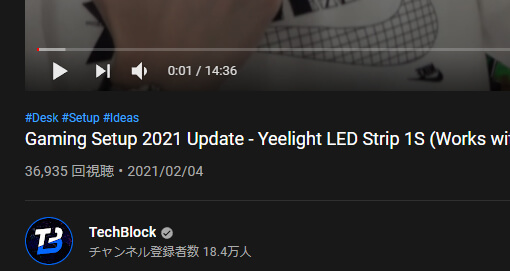 0:01 / 14:36
#Desk #Setup #Ideas
Gaming Setup 2021 Update - Yeelight LED Strip 1S (Works wi
36,935 回視聴・2021/02/04
TB
TechBlock
チャンネル登録者数 18.4万人